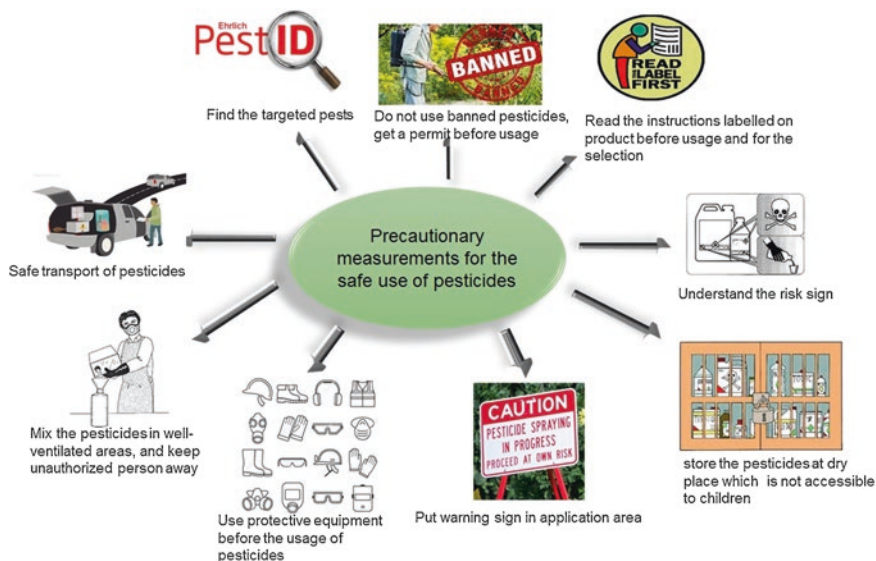 Ehrlich
Pest ID
Find the targeted pests
BANNED
BANNED
BANNED
Do not use banned pesticides,
get a permit before usage
READ
THE LABEL
FIRST
Read the instructions labelled on
product before usage and for the
selection
Safe transport of pesticides
Precautionary
measurements for the
safe use of pesticides
Understand the risk sign
Mix the pesticides in well-
ventilated areas, and keep
unauthorized person away
Use protective equipment
before the usage of
pesticides
CAUTION
PESTICIDE SPRAYING
IN PROGRESS
PROCEED AT OWN RISK
Put warning sign in application area
store the pesticides at dry
place which is not accessible
to children